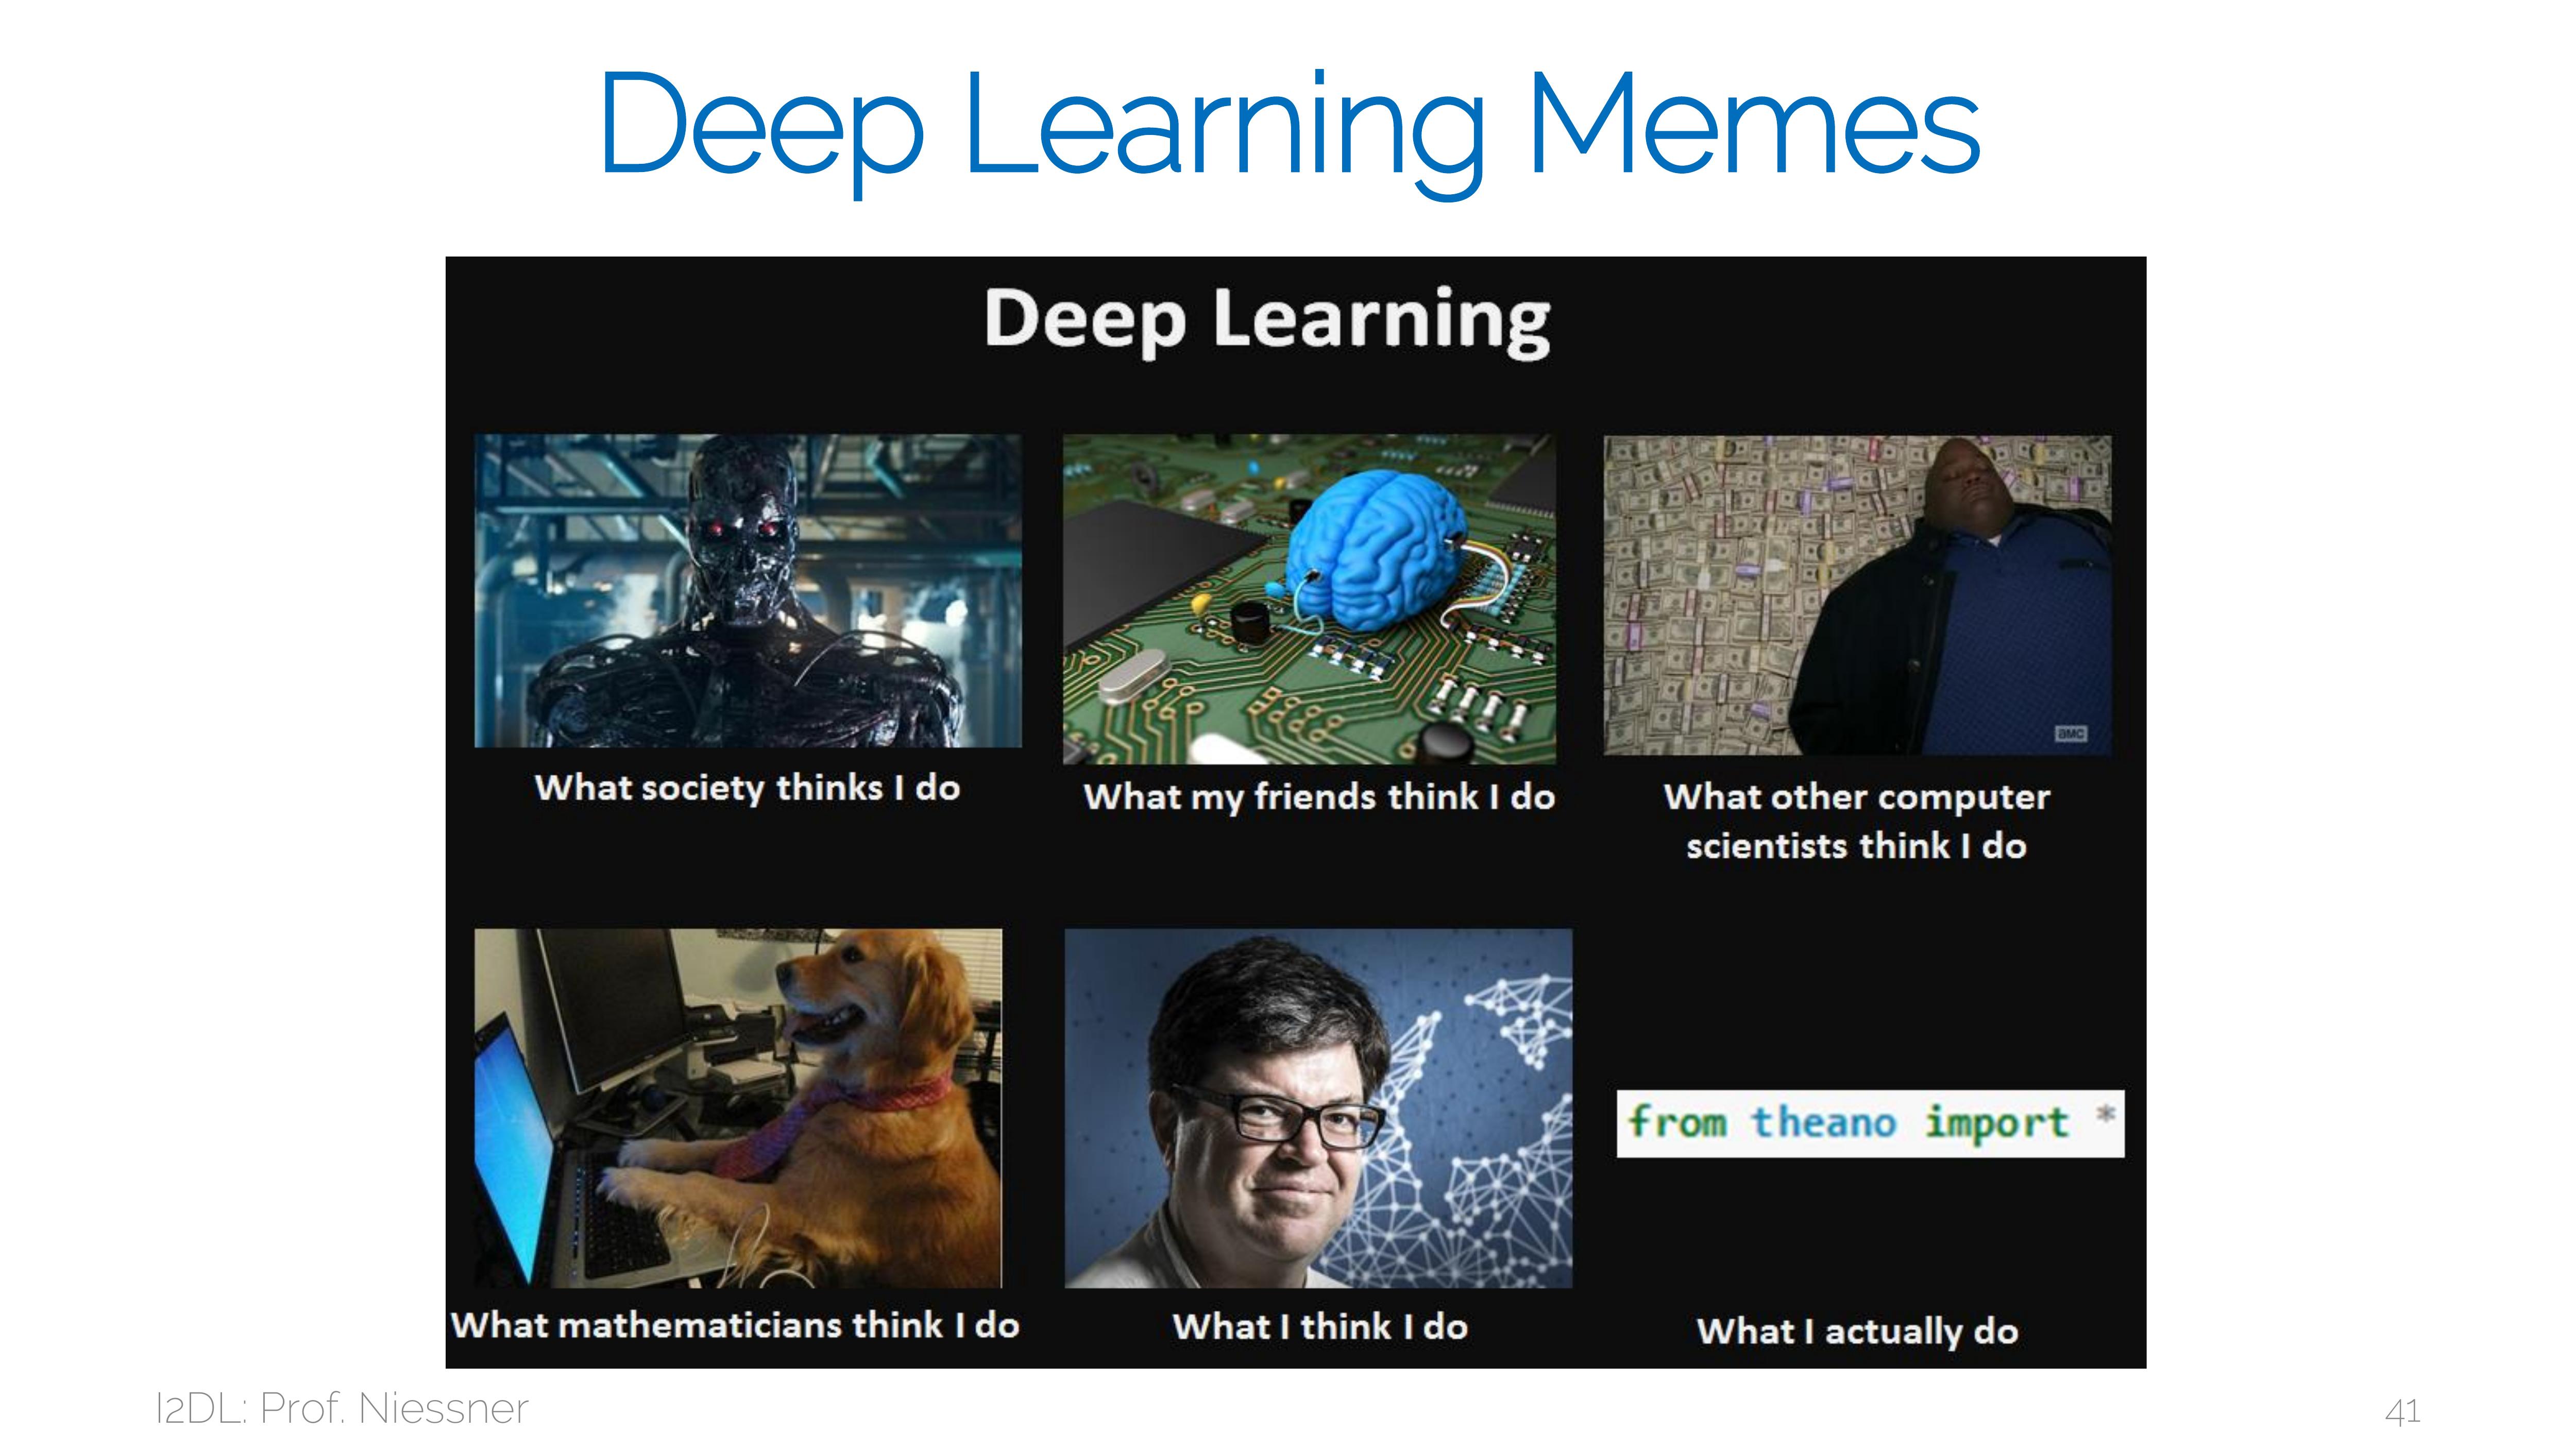 Deep Learning Memes
Deep Learning
What society thinks I do
What my friends think I do
What other computer
scientists think I do
amc
from theano import *
What mathematicians think I do
What I think I do
What I actually do
I2DL: Prof. Niessner
41